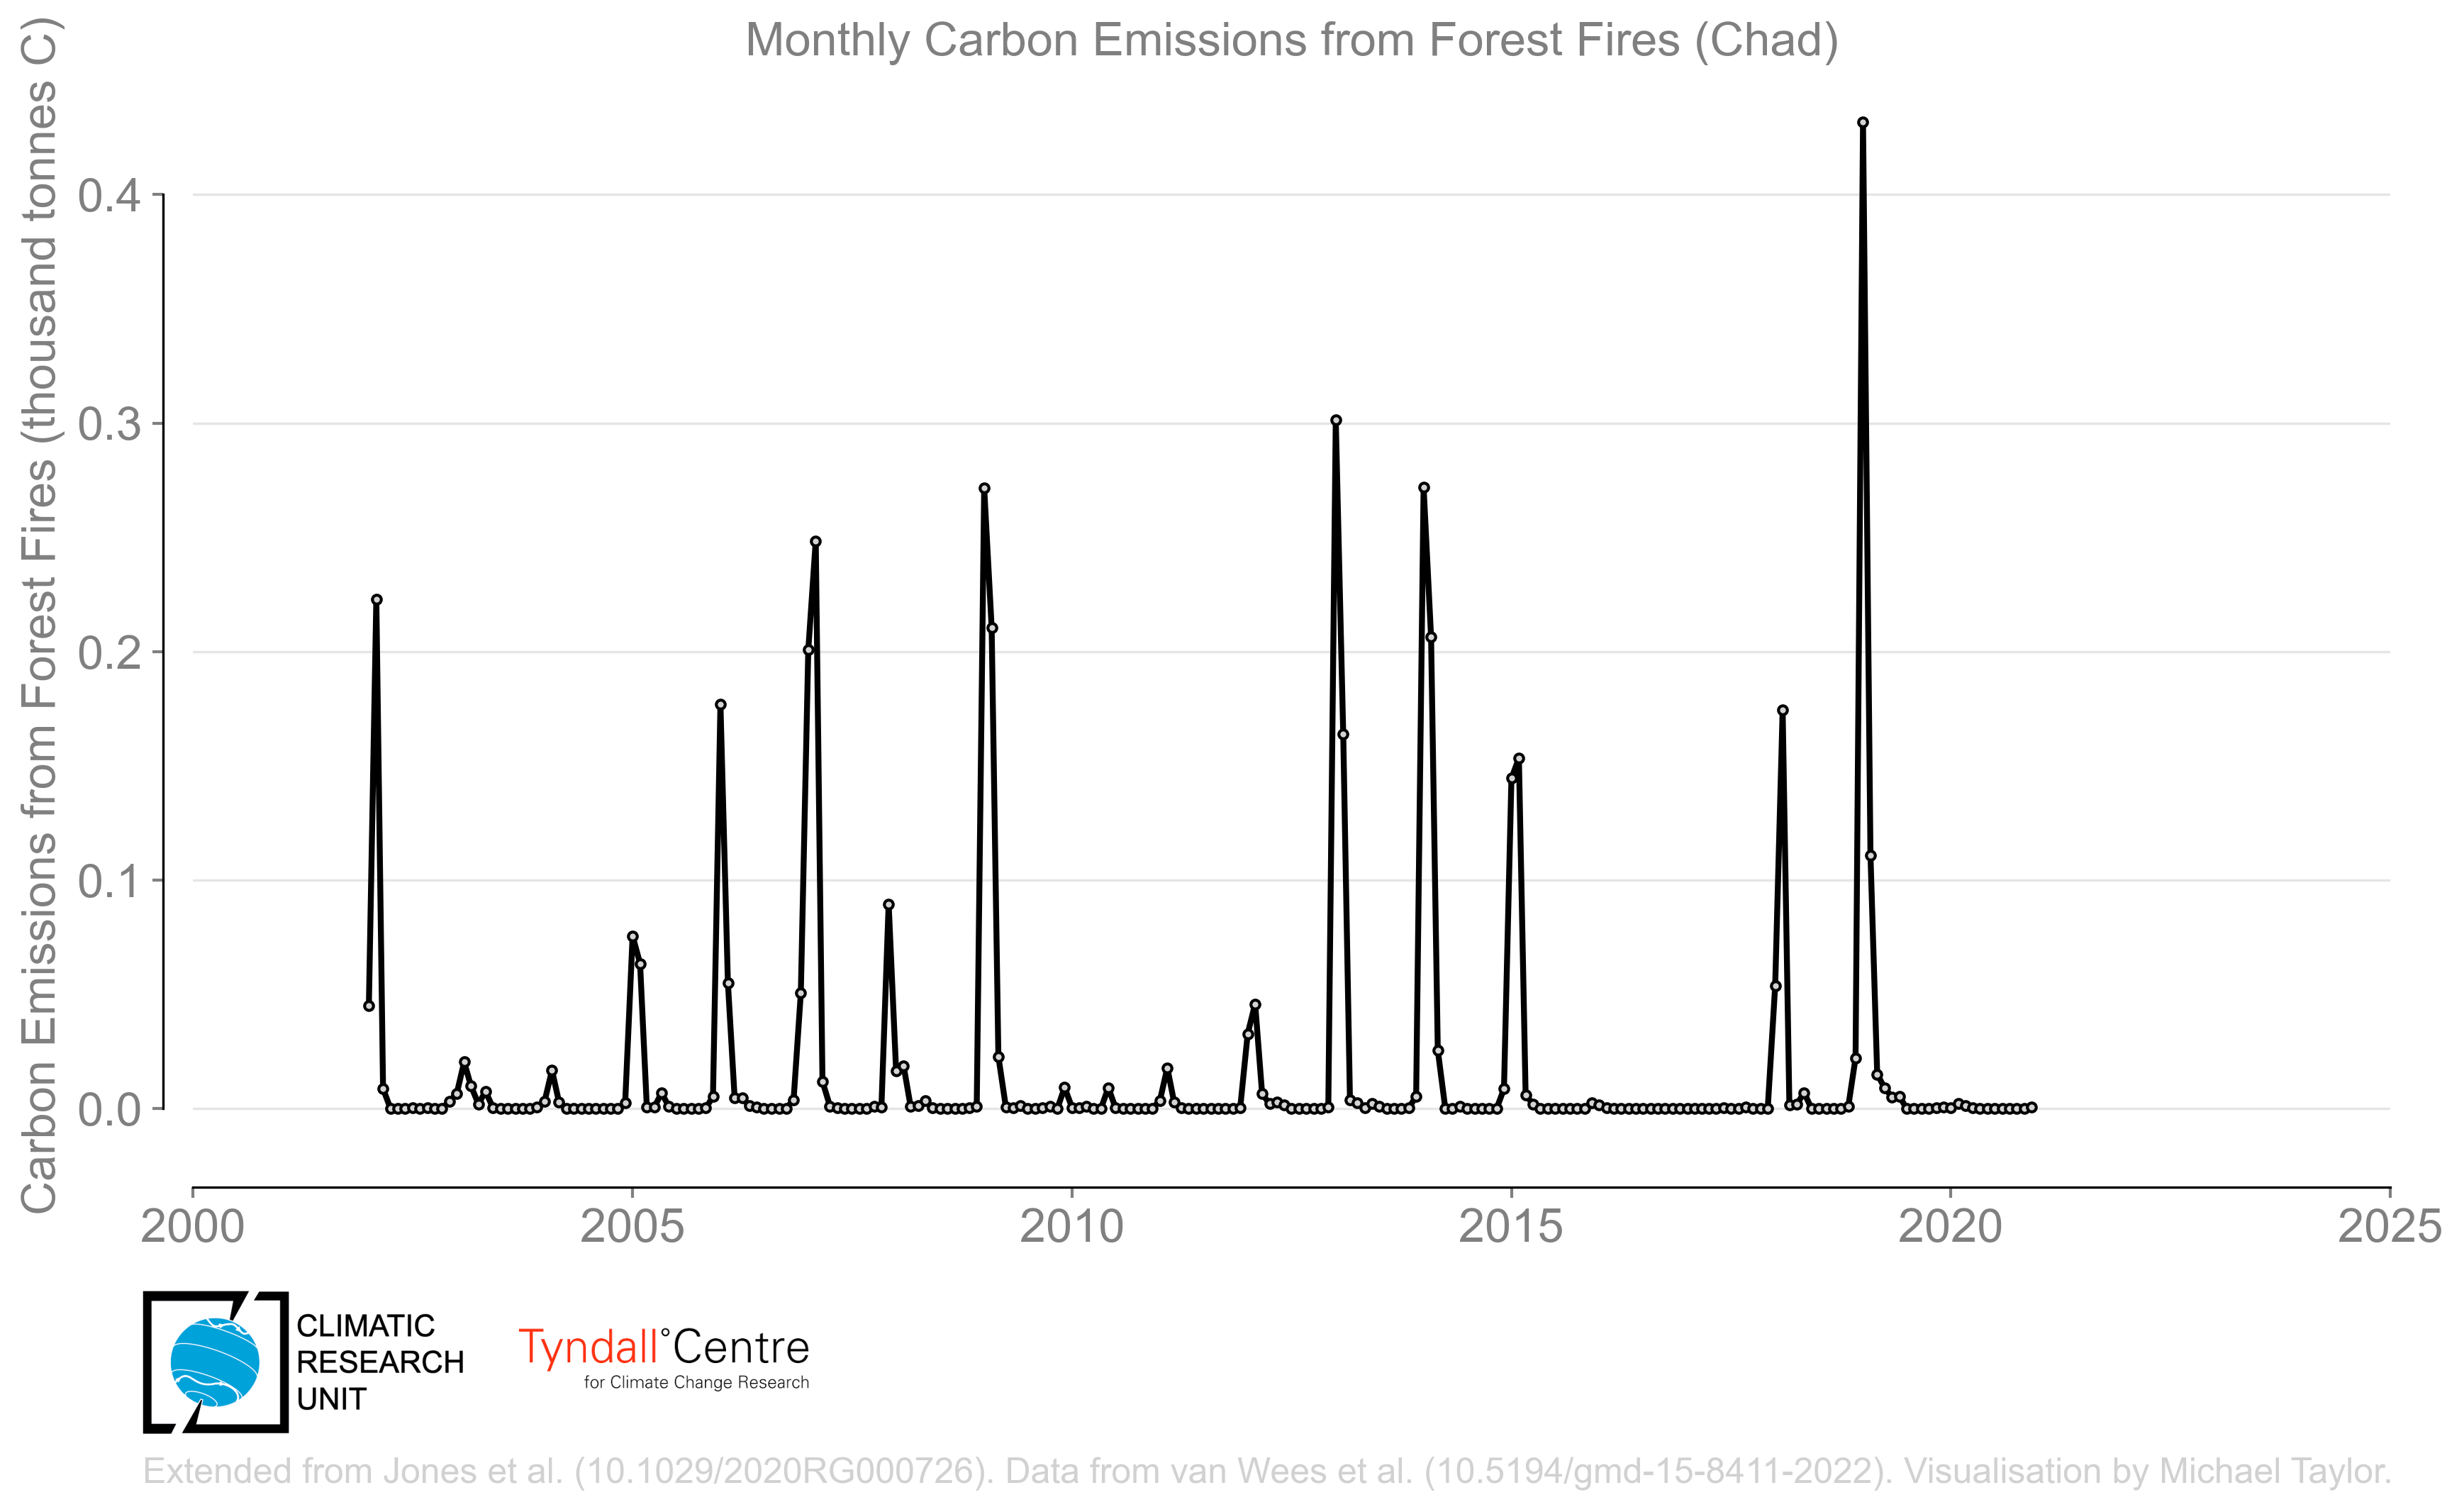 Monthly Carbon Emissions from Forest Fires (Chad)
Carbon Emissions from Forest Fires (thousand tonnes C)
0.4
0.3
0.2
0.1
0.0
2000 2005 2010 2015 2020 2025
CLIMATIC
RESEARCH
UNIT
Tyndall°Centre
for Climate Change Research
Extended from Jones et al. (10.1029/2020RG000726). Data from van Wees et al. (10.5194/gmd-15-8411-2022). Visualisation by Michael Taylor.